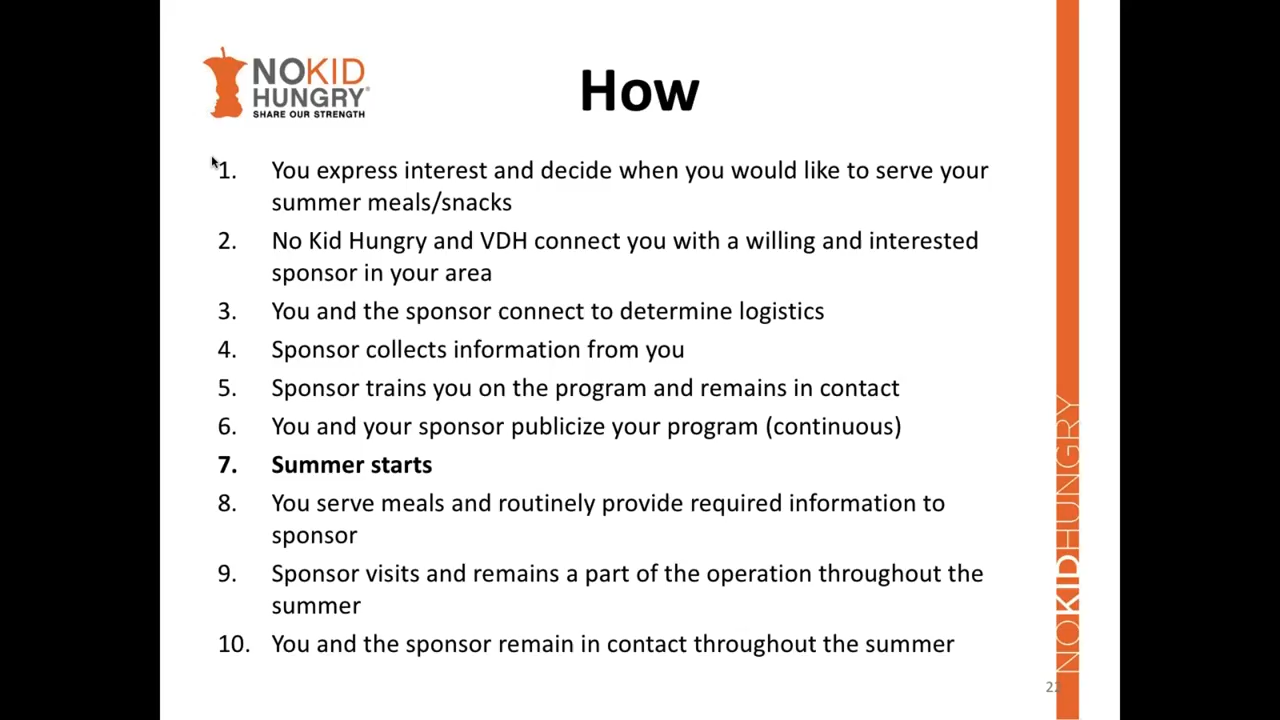 NOKID
HUNGRY®
SHARE OUR STRENGTH
How
1. You express interest and decide when you would like to serve your
summer meals/snacks
2. No Kid Hungry and VDH connect you with a willing and interested
sponsor in your area
3. You and the sponsor connect to determine logistics
4. Sponsor collects information from you
5. Sponsor trains you on the program and remains in contact
6. You and your sponsor publicize your program (continuous)
7. Summer starts
8. You serve meals and routinely provide required information to
sponsor
9. Sponsor visits and remains a part of the operation throughout the
summer
10. You and the sponsor remain in contact throughout the summer
NOKIDHUNGRY